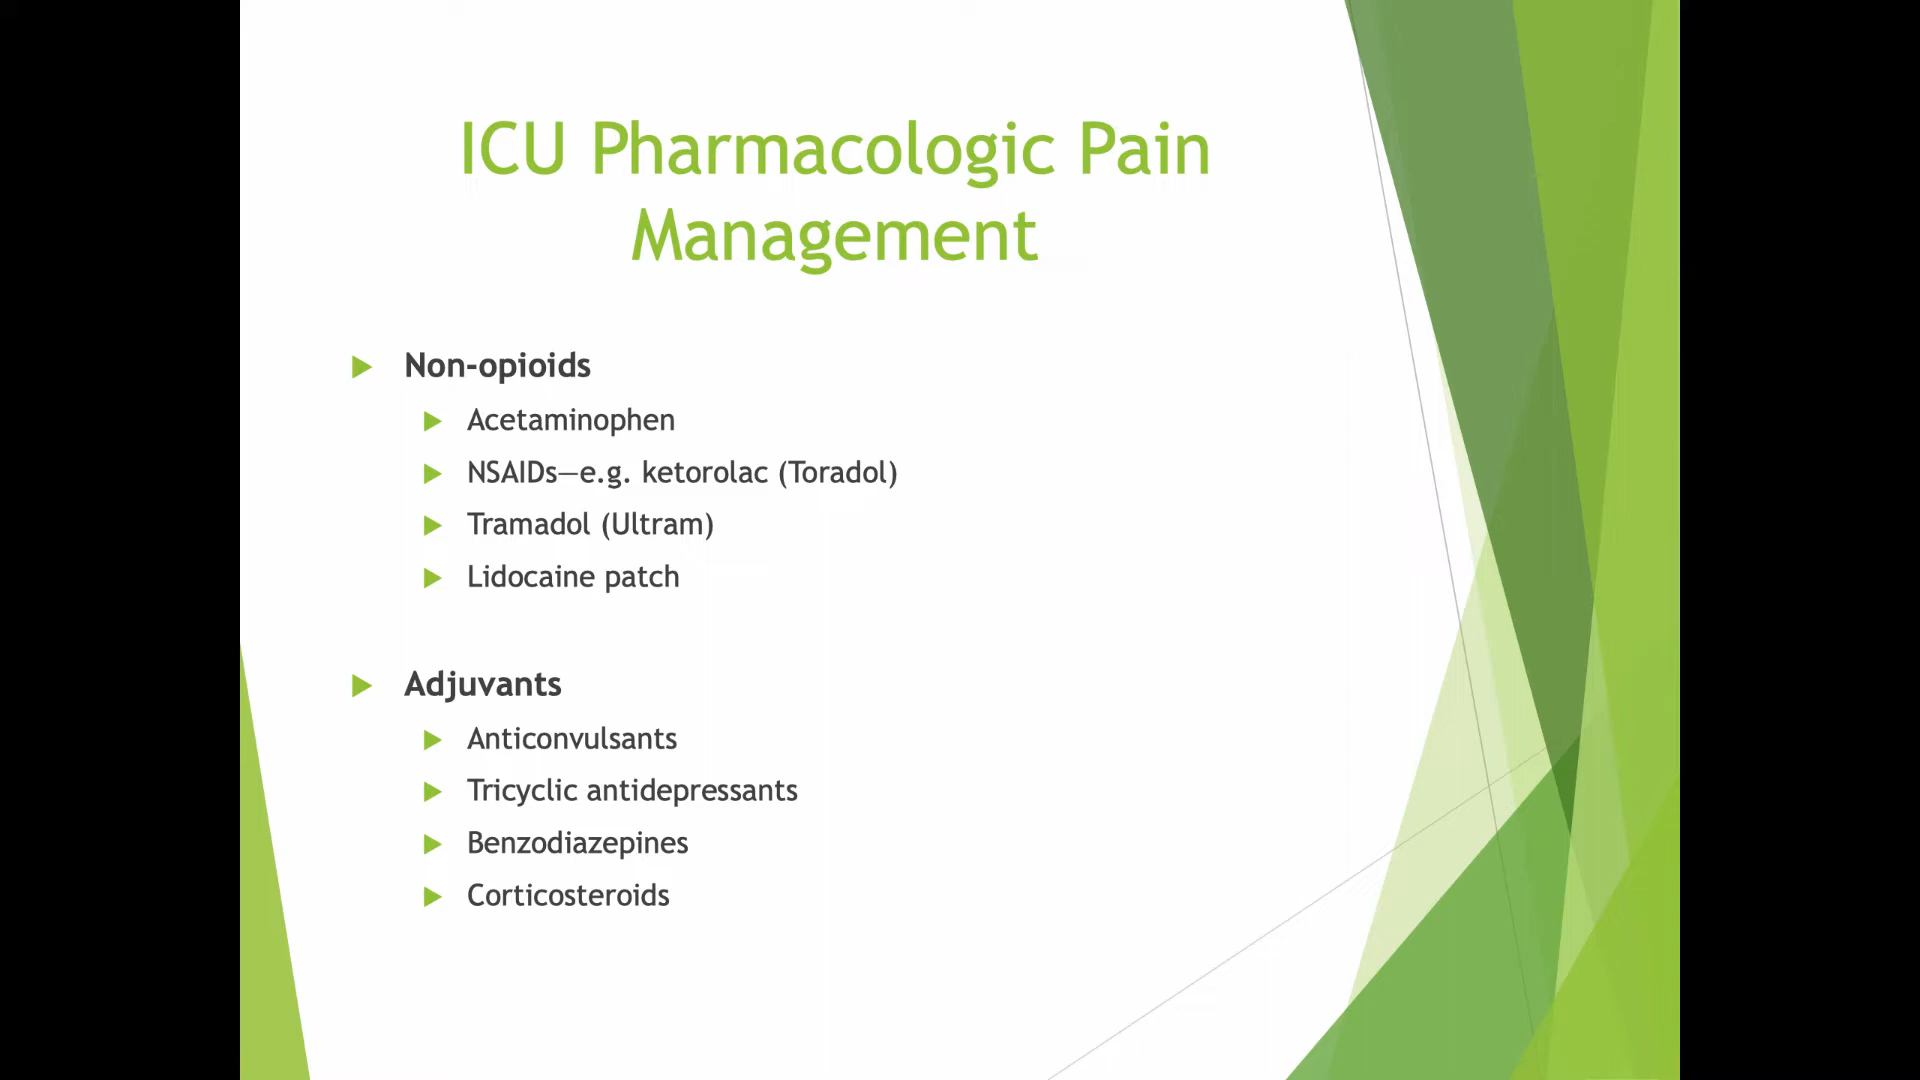 ICU Pharmacologic Pain
Management
Non-opioids
Acetaminophen
NSAIDs—e.g. ketorolac (Toradol)
Tramadol (Ultram)
Lidocaine patch
Adjuvants
Anticonvulsants
Tricyclic antidepressants
Benzodiazepines
Corticosteroids